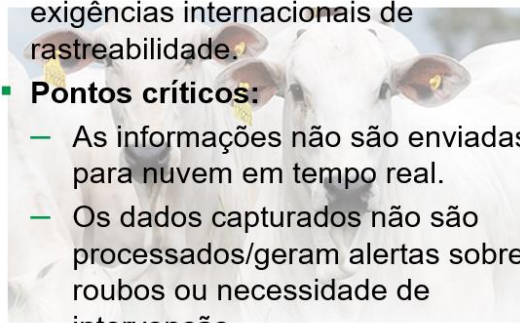 exigências internacionais de
rastreabilidade.
Pontos críticos:
– As informações não são enviadas
para nuvem em tempo real.
– Os dados capturados não são
processados/geram alertas sobre
roubos ou necessidade de
intervenção.